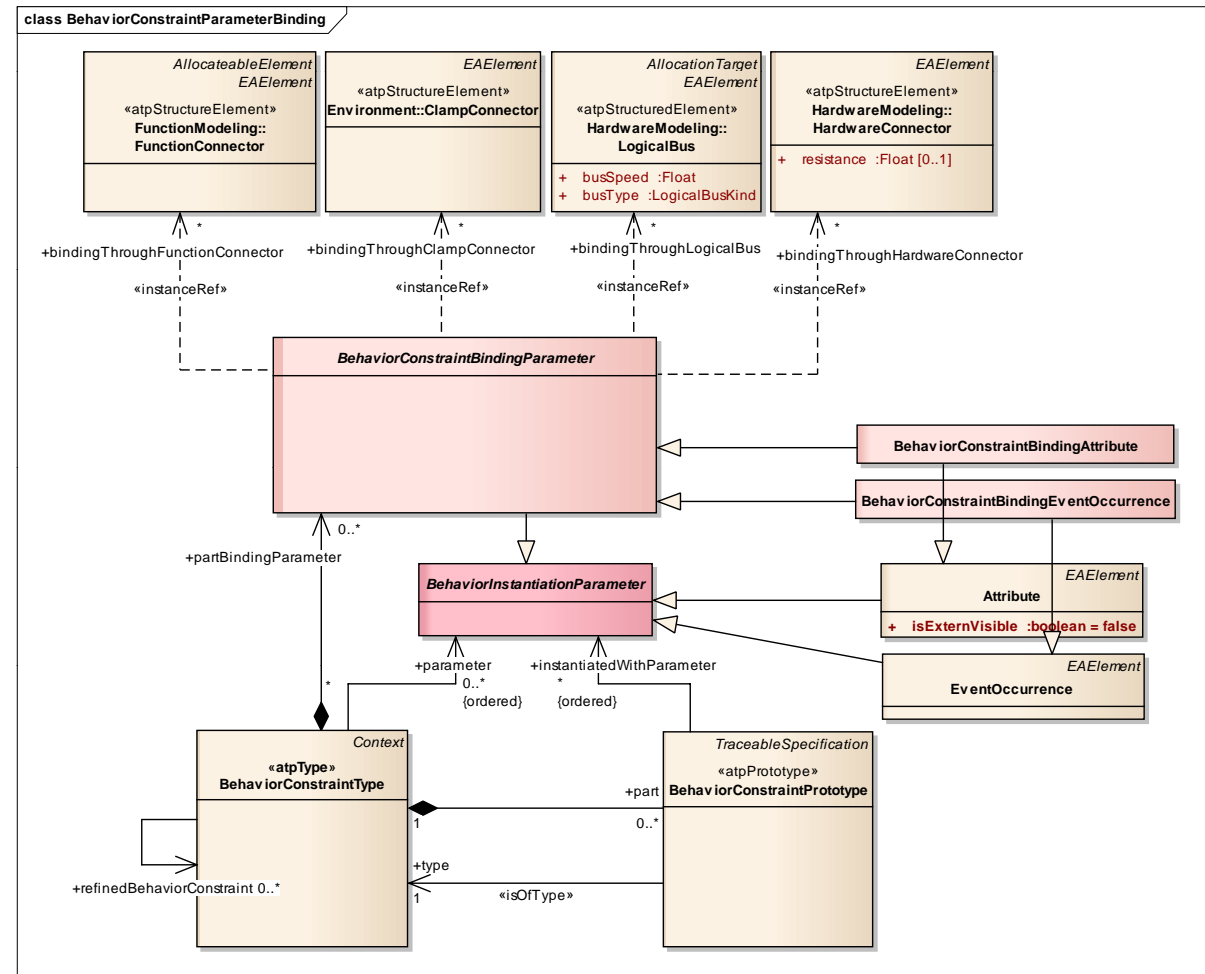 class BehaviorConstraintParameterBinding
AllocateableElement
EAElement
«atpStructureElement»
FunctionModeling::
FunctionConnector
EAElement
«atpStructureElement»
Environment::ClampConnector
AllocationTarget
EAElement
«atpStructuredElement»
HardwareModeling::
LogicalBus
+ busSpeed :Float
+ busType :LogicalBusKind
EAElement
«atpStructureElement»
HardwareModeling::
HardwareConnector
+ resistance :Float [0..1]
*
+bindingThroughFunctionConnector
«instanceRef»
*
+bindingThroughClampConnector
«instanceRef»
*
+bindingThroughLogicalBus
«instanceRef»
*
+bindingThroughHardwareConnector
«instanceRef»
BehaviorConstraintBindingParameter
BehaviorConstraintBindingAttribute
BehaviorConstraintBindingEventOccurrence
0..*
+partBindingParameter
BehaviorInstantiationParameter
EAElement
Attribute
+ isExternVisible :boolean = false
EAElement
EventOccurrence
+parameter
0..*
{ordered}
+instantiatedWithParameter
*
{ordered}
*
Context
«atpType»
BehaviorConstraintType
TraceableSpecification
«atpPrototype»
BehaviorConstraintPrototype
+part
1
0..*
+type
1
«isOfType»
+refinedBehaviorConstraint 0..*